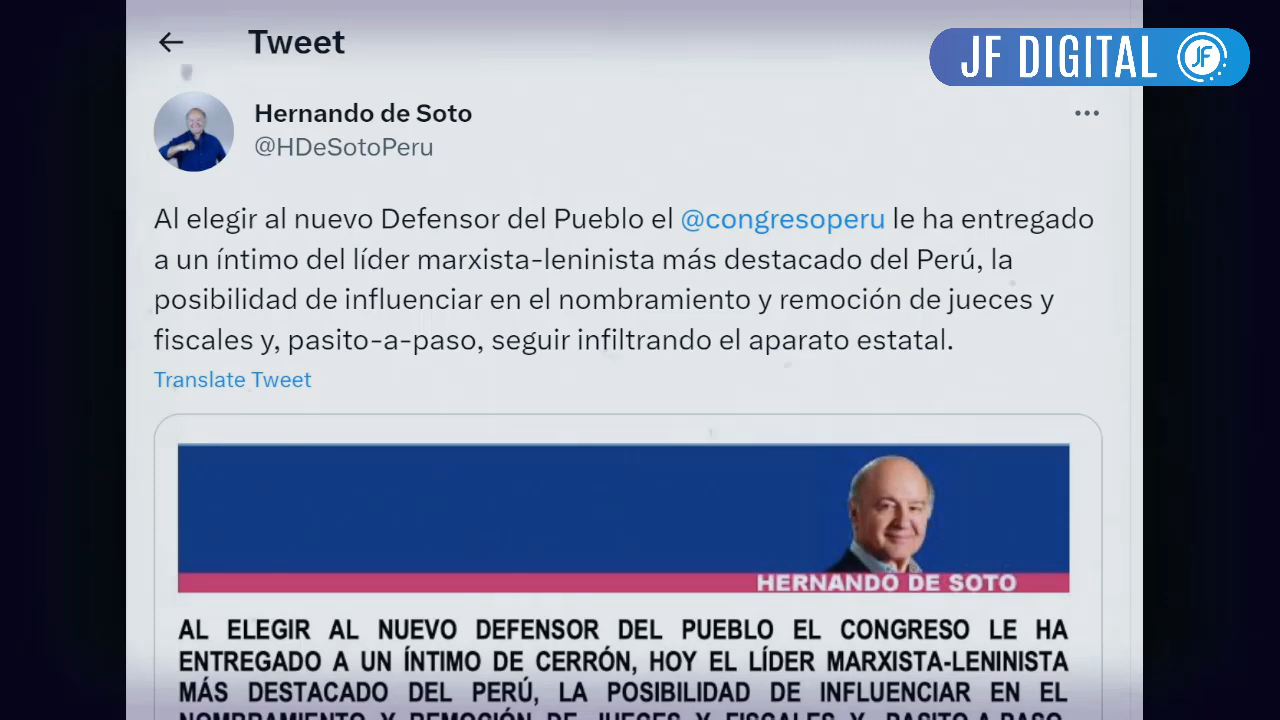 Tweet
JF DIGITAL
JF
Hernando de Soto
@HDeSotoPeru
Al elegir al nuevo Defensor del Pueblo el @congresoperu le ha entregado
a un íntimo del líder marxista-leninista más destacado del Perú, la
posibilidad de influenciar en el nombramiento y remoción de jueces y
fiscales y, pasito-a-paso, seguir infiltrando el aparato estatal.
Translate Tweet
HERNANDO DE SOTO
AL ELEGIR AL NUEVO DEFENSOR DEL PUEBLO EL CONGRESO LE HA
ENTREGADO A UN ÍNTIMO DE CERRÓN, HOY EL LÍDER MARXISTA-LENINISTA
MÁS DESTACADO DEL PERÚ, LA POSIBILIDAD DE INFLUENCIAR EN EL
NOMBRAMIENTO Y REMOCIÓN DE JUECES Y FISCALES Y, PASITO-A-PASO,